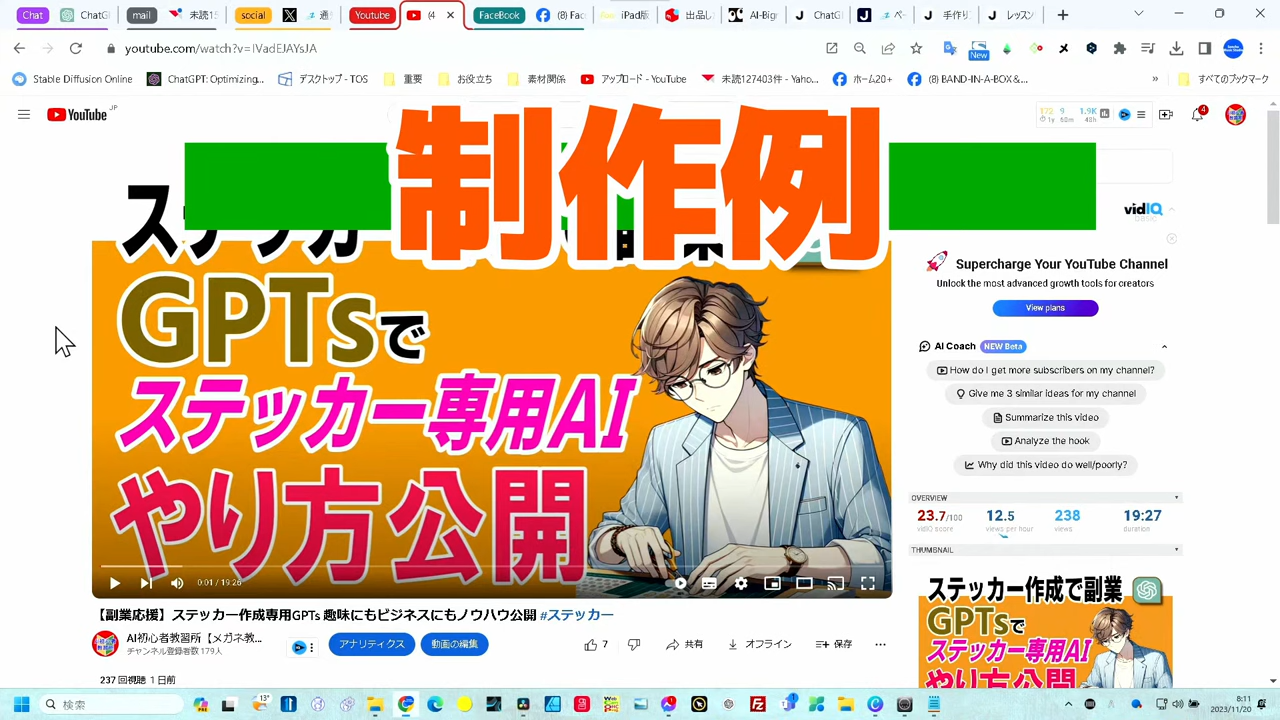 Chat
ChatG
mail
未読15
social
通
Youtube
(4
FaceBook
(8) Fac
iPad版
出品し
AI-Big
ChatG
ペー
手作り
レッスン
youtube.com/watch?v=IVacEJAYsJA
New
Stable Diffusion Online
ChatGPT: Optimizing...
デスクトップ - TOS
重要
お役立ち
素材関係
アップロード - YouTube
未読127403件 - Yaho...
ホーム20+
(8) BAND-IN-A-BOX &...
»
すべてのブックマーク
YouTube JP
172 9 1.9K
1y 60m 48h
4
制作例
GPTsで
ステッカー専用AI
やり方公開
0:01 / 19:26
vidIQ
BASIC
Supercharge Your YouTube Channel
Unlock the most advanced growth tools for creators
View plans
AI Coach NEW Beta
How do I get more subscribers on my channel?
Give me 3 similar ideas for my channel
Summarize this video
Analyze the hook
Why did this video do well/poorly?
OVERVIEW
23.7/100 12.5 238 19:27
vidIQ score views per hour views duration
THUMBNAIL
ステッカー作成で副業
GPTsで
ステッカー専用AI
やり方公開
【副業応援】ステッカー作成専用GPTs 趣味にもビジネスにもノウハウ公開 #ステッカー
AI初心者教習所【メガネ教...
チャンネル登録者数 179人
アナリティクス
動画の編集
7
共有
オフライン
保存
237 回視聴 1 日前
検索
13°
8:11
2023/11/20